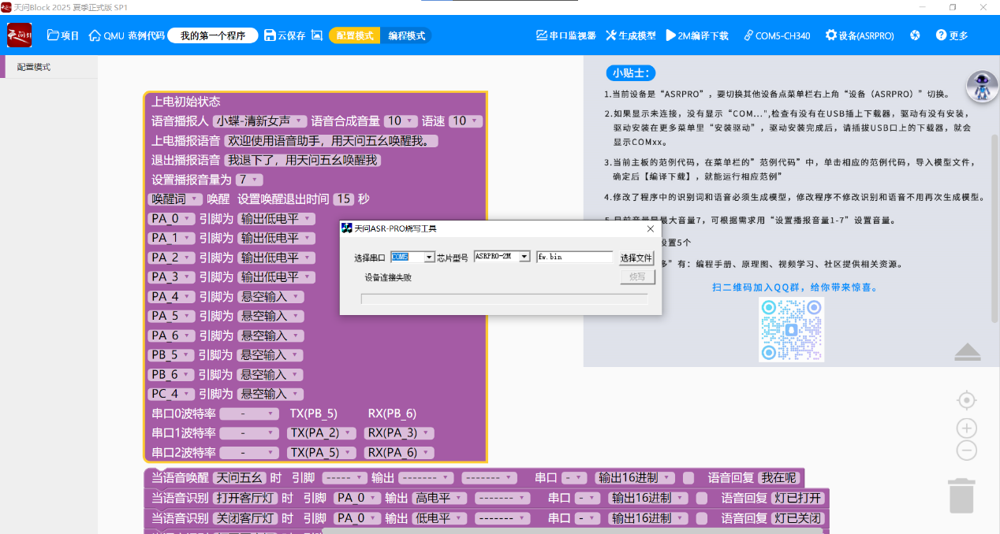 天问Block 2025 夏季正式版 SP1
项目 QMU 范例代码 我的第一个程序 云保存 配置模式 编程模式 串口监视器 生成模型 2M编译下载 COM5-CH340 设备(ASRPRO) 更多
配置模式
上电初始状态
语音播报人 小蝶-清新女声 语音合成音量 10 语速 10
上电播报语音 欢迎使用语音助手，用天问五幺唤醒我。
退出播报语音 我退下了，用天问五幺唤醒我
设置播报音量为 7
唤醒词 唤醒 设置唤醒退出时间 15 秒
PA_0 引脚为 输出低电平
PA_1 引脚为 输出低电平
PA_2 引脚为 输出低电平
PA_3 引脚为 输出低电平
PA_4 引脚为 悬空输入
PA_5 引脚为 悬空输入
PA_6 引脚为 悬空输入
PB_5 引脚为 悬空输入
PB_6 引脚为 悬空输入
PC_4 引脚为 悬空输入
串口0波特率 - TX(PB_5) RX(PB_6)
串口1波特率 - TX(PA_2) RX(PA_3)
串口2波特率 - TX(PA_5) RX(PA_6)
当语音唤醒 天问五幺 时 引脚 ----- 输出 ------- ------- 串口 - 输出16进制 语音回复 我在呢
当语音识别 打开客厅灯 时 引脚 PA_0 输出 高电平 ------- 串口 - 输出16进制 语音回复 灯已打开
当语音识别 关闭客厅灯 时 引脚 PA_0 输出 低电平 ------- 串口 - 输出16进制 语音回复 灯已关闭
天问ASR-PRO烧写工具
选择串口 COM5 芯片型号 ASRPRO-2M fw.bin 选择文件
设备连接失败 烧写
小贴士：
1.当前设备是“ASRPRO”，要切换其他设备点菜单栏右上角“设备（ASRPRO）”切换。
2.如果显示未连接，没有显示“COM...",检查有没有在USB插上下载器，驱动有没有安装，
驱动安装在更多菜单里“安装驱动”，驱动安装完成后，请插拔USB口上的下载器，就会
显示COMxx。
3.当前主板的范例代码，在菜单栏的”范例代码”中，单击相应的范例代码，导入模型文件，
确定后【编译下载】，就能运行相应范例”
4.修改了程序中的识别词和语音必须生成模型，修改程序不修改识别和语音不用再次生成模型。
5.目前音量是最大音量7，可根据需求用“设置播报音量1-7”设置音量。
设置5个
多”有：编程手册、原理图、视频学习、社区提供相关资源。
扫二维码加入QQ群，给你带来惊喜。